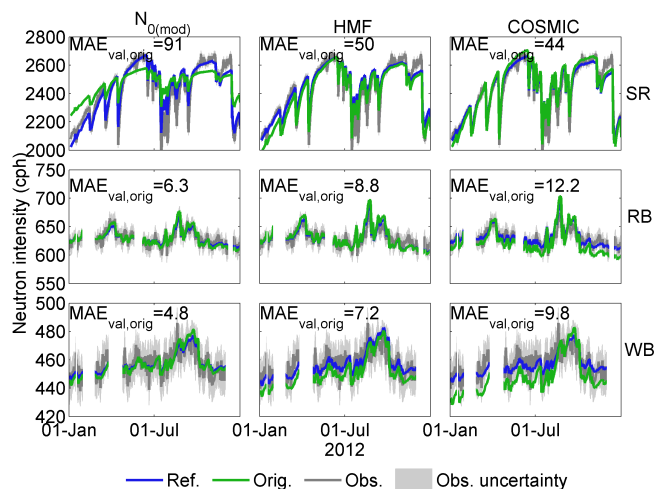 N0(mod)
HMF
COSMIC
2800
2600
2400
2200
2000
MAEval,orig=91
MAEval,orig=50
MAEval,orig=44
SR
Neutron intensity (cph)
750
700
650
600
550
MAEval,orig=6.3
MAEval,orig=8.8
MAEval,orig=12.2
RB
500
480
460
440
420
MAEval,orig=4.8
MAEval,orig=7.2
MAEval,orig=9.8
WB
01-Jan 01-Jul 01-Jan 01-Jul 01-Jan 01-Jul
2012
Ref. Orig. Obs. Obs. uncertainty